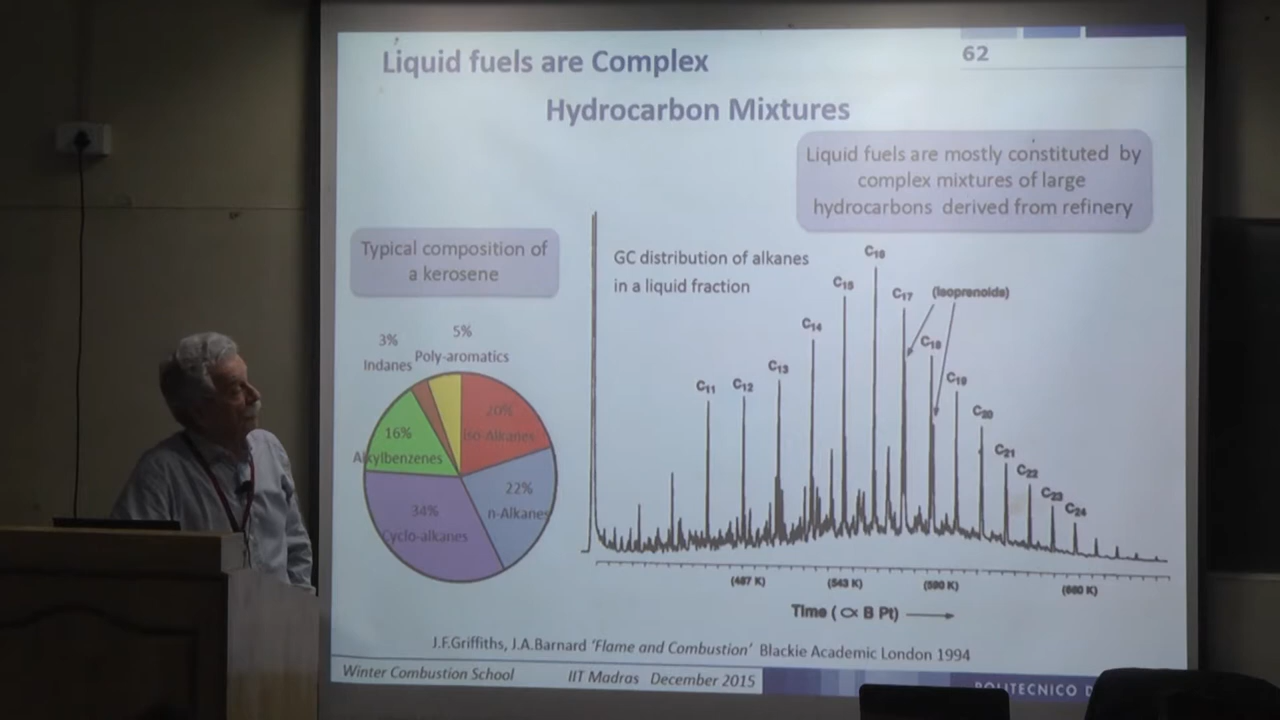 Liquid fuels are Complex
62
Hydrocarbon Mixtures
Liquid fuels are mostly constituted by
complex mixtures of large
hydrocarbons derived from refinery
Typical composition of
a kerosene
GC distribution of alkanes
in a liquid fraction
3%
Indanes
5%
Poly-aromatics
20%
Iso-Alkanes
16%
Alkylbenzenes
22%
n-Alkanes
34%
Cyclo-alkanes
C11
C12
C13
C14
C15
C16
C17
(Isoprenoids)
C18
C19
C20
C21
C22
C23
C24
(487 K)
(543 K)
(590 K)
(660 K)
Time ( ∝ B Pt)
J.F.Griffiths, J.A.Barnard 'Flame and Combustion' Blackie Academic London 1994
Winter Combustion School
IIT Madras December 2015
POLITECNICO D